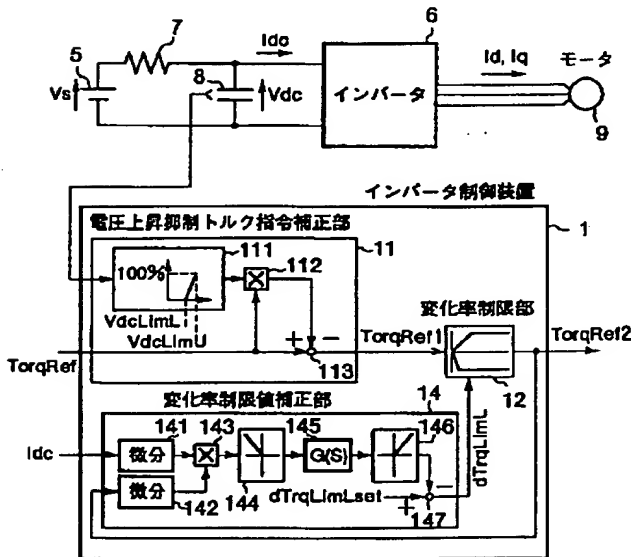 7
Idc
6
5
8
Id, Iq
モータ
Vs
Vdc
インバータ
9
インバータ制御装置
電圧上昇抑制トルク指令補正部
1
111
11
100%
112
VdcLimL
VdcLimU
変化率制限部
TorqRef
+
−
TorqRef1
TorqRef2
113
12
変化率制限値補正部
14
141
143
145
146
Idc
微分
G(S)
dTrqLimL
微分
144
142
dTrqLimLset
+
−
147